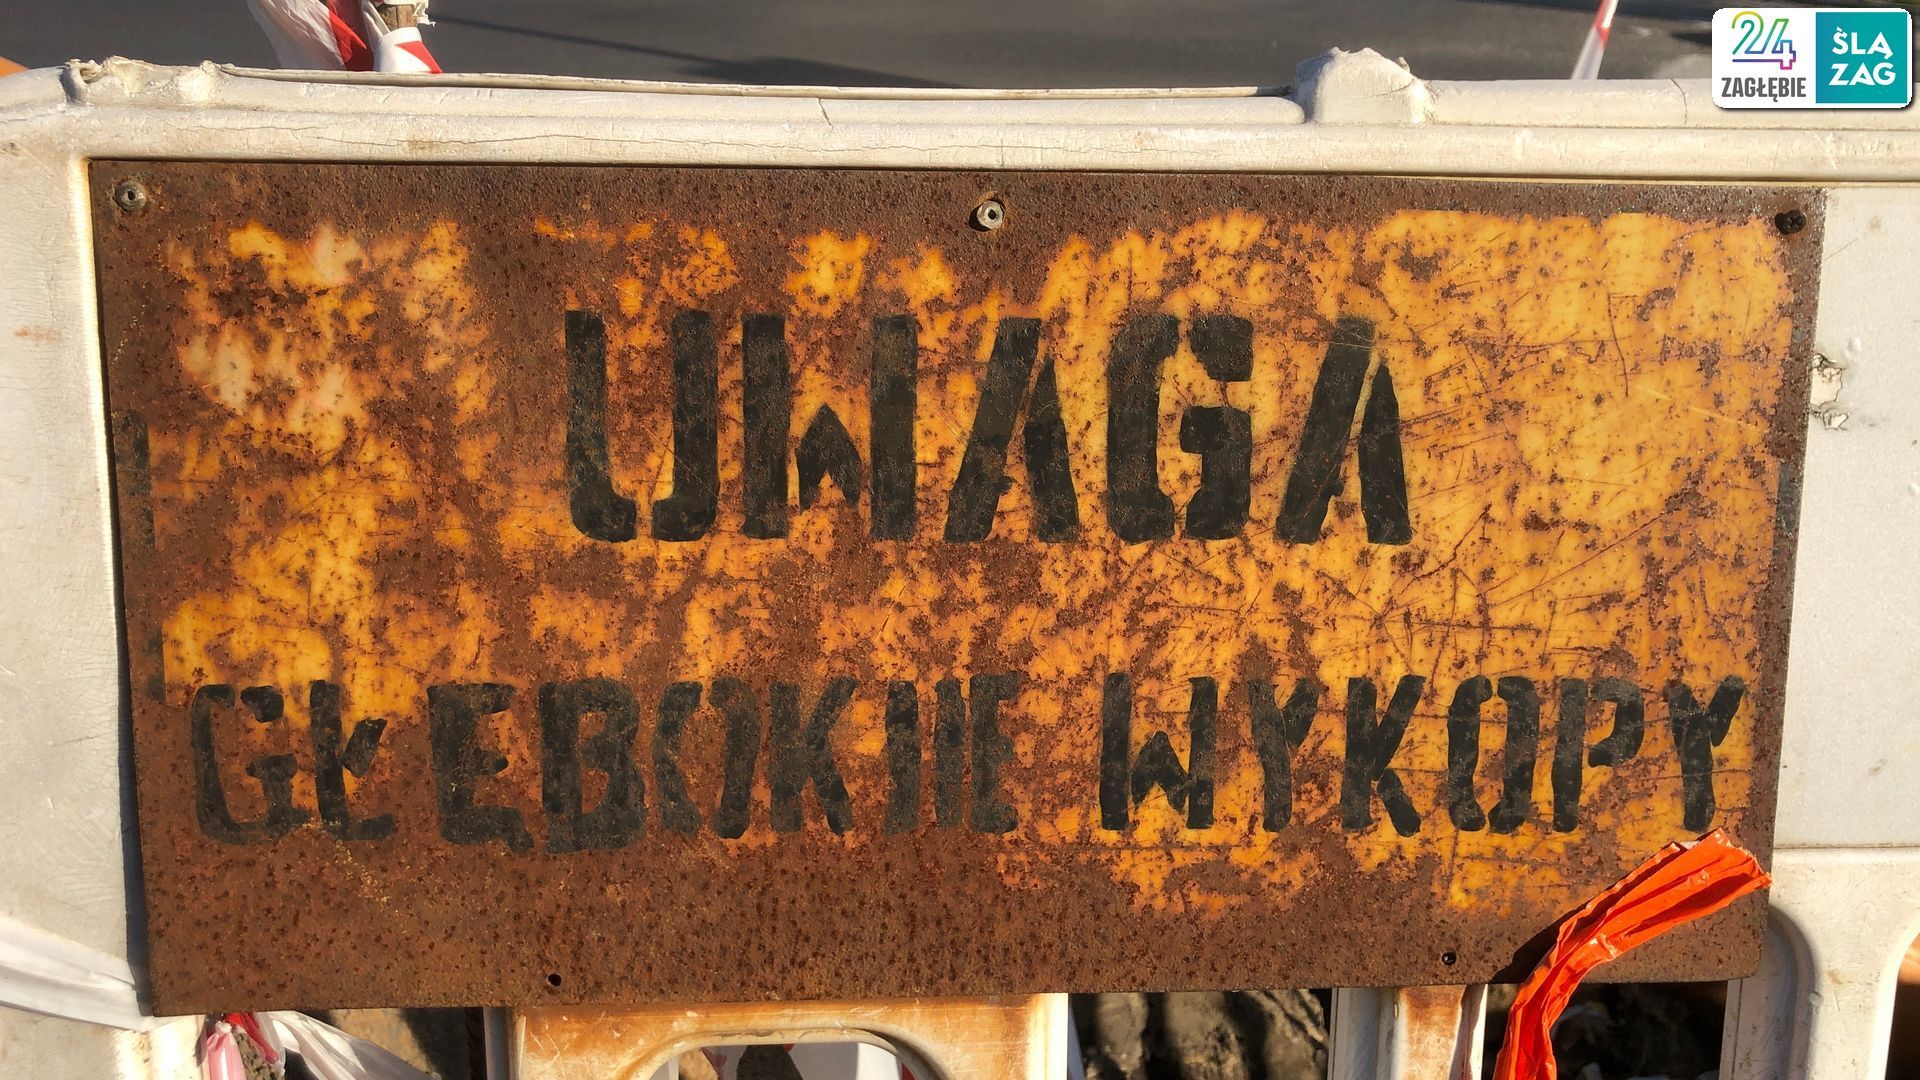 24
ZAGŁĘBIE
ŚLĄ
ZAG
UWAGA
GŁĘBOKIE WYKOPY